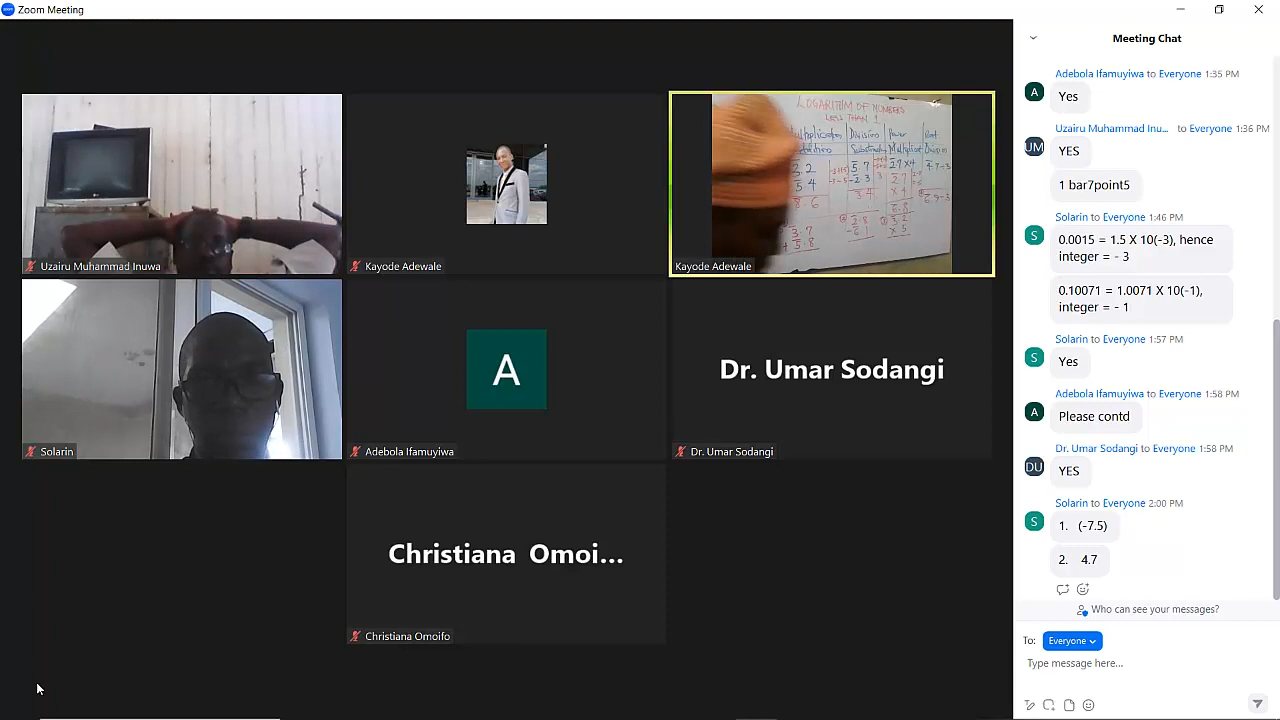 Zoom Meeting
Uzairu Muhammad Inuwa
Kayode Adewale
LOGARITHM OF NUMBERS
LESS THAN 1
Division
Power
Kayode Adewale
Solarin
A
Adebola Ifamuyiwa
Dr. Umar Sodangi
Dr. Umar Sodangi
Christiana Omoi...
Christiana Omoifo
Meeting Chat
Adebola Ifamuyiwa to Everyone 1:35 PM
A
Yes
Uzairu Muhammad Inu... to Everyone 1:36 PM
UM
YES
1 bar7point5
Solarin to Everyone 1:46 PM
S
0.0015 = 1.5 X 10(-3), hence
integer = - 3
0.10071 = 1.0071 X 10(-1),
integer = - 1
Solarin to Everyone 1:57 PM
S
Yes
Adebola Ifamuyiwa to Everyone 1:58 PM
A
Please contd
Dr. Umar Sodangi to Everyone 1:58 PM
DU
YES
Solarin to Everyone 2:00 PM
S
1. (-7.5)
2. 4.7
Who can see your messages?
To: Everyone
Type message here...